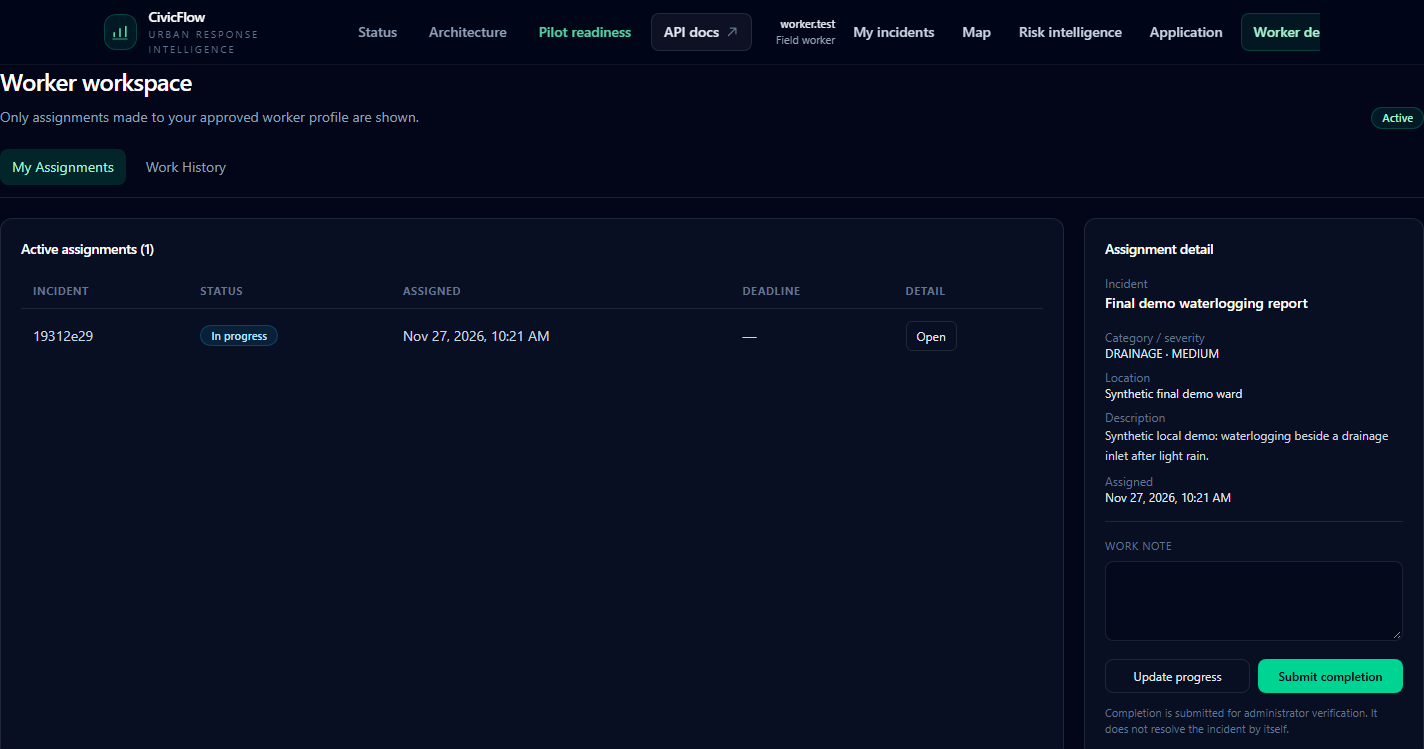 CivicFlow
URBAN RESPONSE
INTELLIGENCE
Status
Architecture
Pilot readiness
API docs ↗
worker.test
Field worker
My incidents
Map
Risk intelligence
Application
Worker de
Worker workspace
Only assignments made to your approved worker profile are shown.
Active
My Assignments
Work History
Active assignments (1)
INCIDENT STATUS ASSIGNED DEADLINE DETAIL
19312e29 In progress Nov 27, 2026, 10:21 AM — Open
Assignment detail
Incident
Final demo waterlogging report
Category / severity
DRAINAGE · MEDIUM
Location
Synthetic final demo ward
Description
Synthetic local demo: waterlogging beside a drainage
inlet after light rain.
Assigned
Nov 27, 2026, 10:21 AM
WORK NOTE
Update progress
Submit completion
Completion is submitted for administrator verification. It
does not resolve the incident by itself.